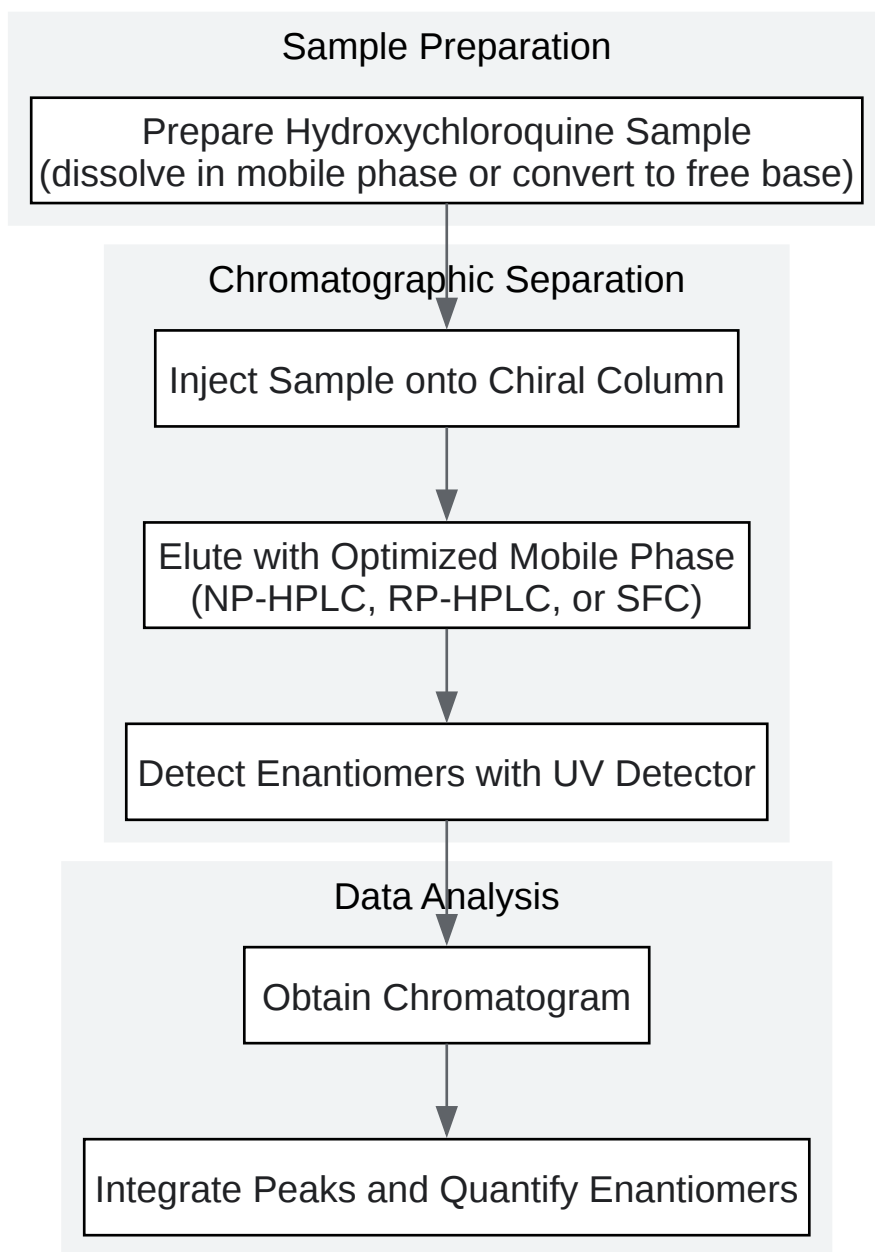 Sample Preparation
Prepare Hydroxychloroquine Sample
(dissolve in mobile phase or convert to free base)
Chromatographic Separation
Inject Sample onto Chiral Column
Elute with Optimized Mobile Phase
(NP-HPLC, RP-HPLC, or SFC)
Detect Enantiomers with UV Detector
Data Analysis
Obtain Chromatogram
Integrate Peaks and Quantify Enantiomers